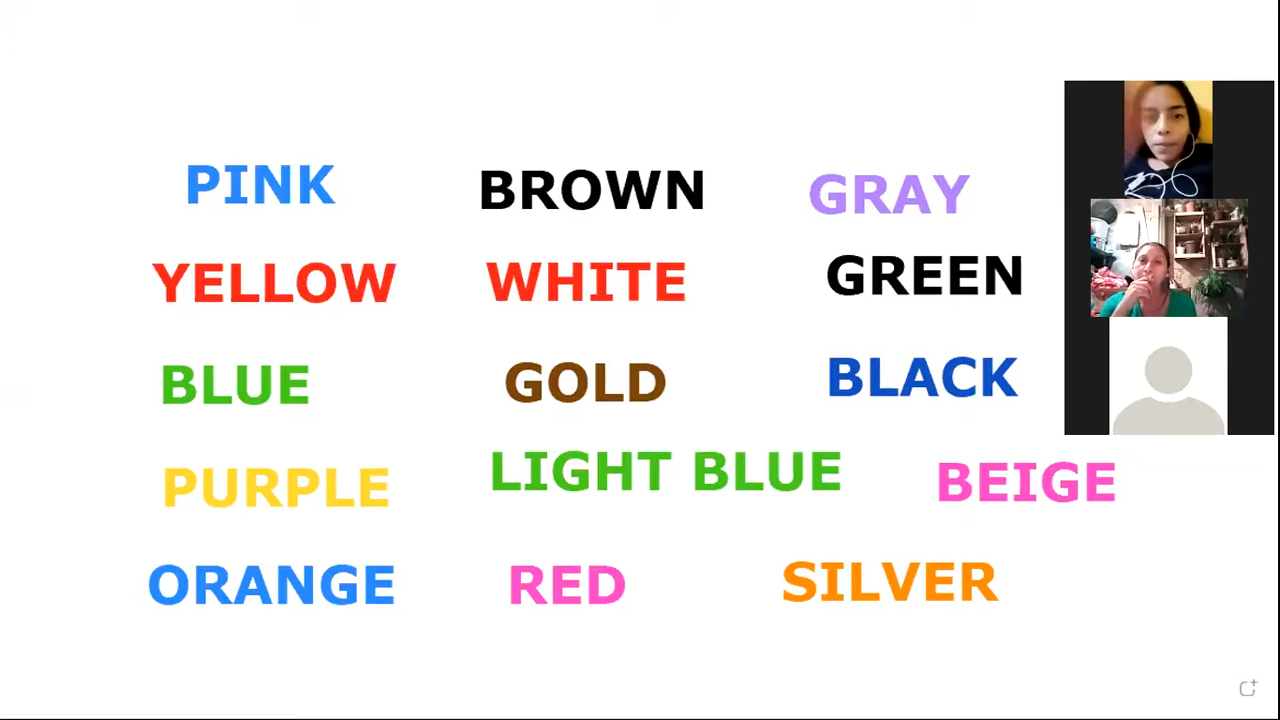 PINK BROWN GRAY
YELLOW WHITE GREEN
BLUE GOLD BLACK
PURPLE LIGHT BLUE BEIGE
ORANGE RED SILVER